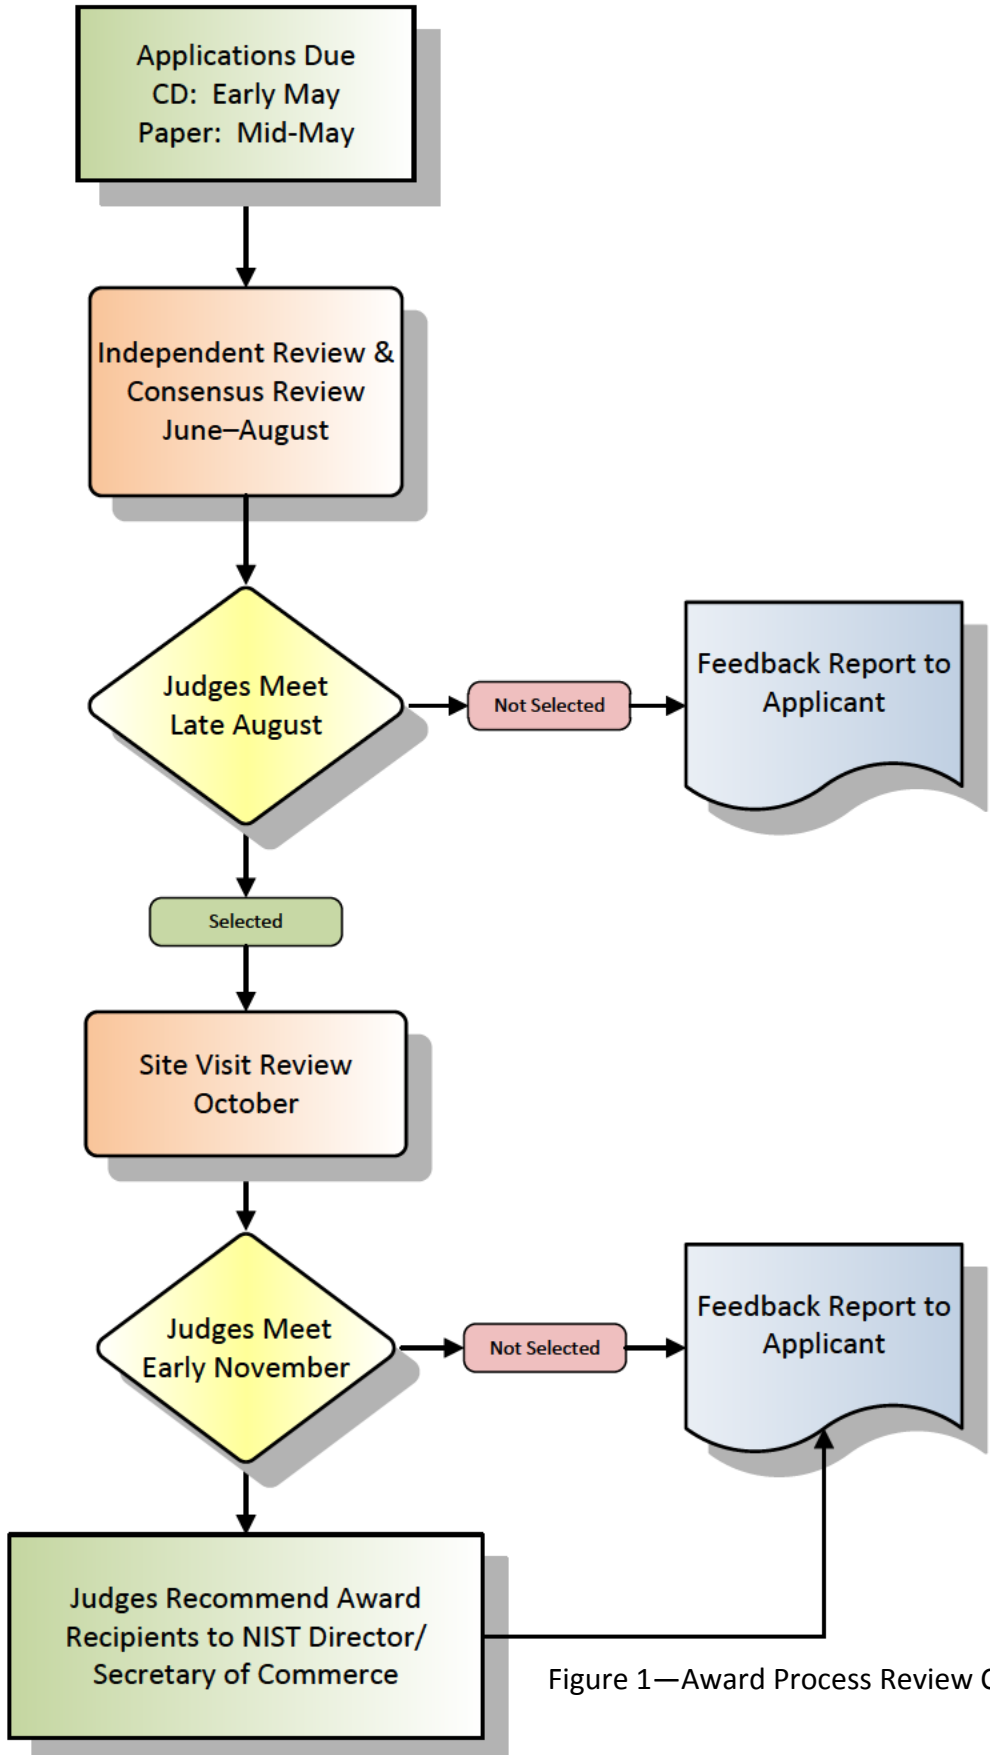 Applications Due
CD: Early May
Paper: Mid-May
Independent Review &
Consensus Review
June–August
Judges Meet
Late August
Not Selected
Feedback Report to
Applicant
Selected
Site Visit Review
October
Judges Meet
Early November
Not Selected
Feedback Report to
Applicant
Judges Recommend Award
Recipients to NIST Director/
Secretary of Commerce
Figure 1—Award Process Review